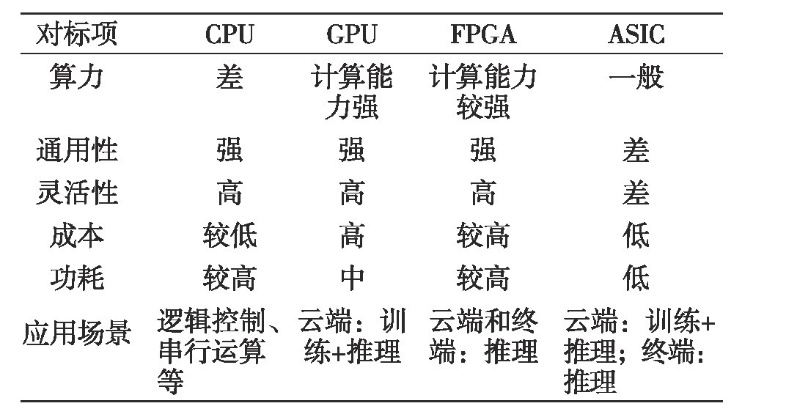 对标项 CPU GPU FPGA ASIC
算力 差 计算能力强 计算能力较强 一般
通用性 强 强 强 差
灵活性 高 高 高 差
成本 较低 高 较高 低
功耗 较高 中 较高 低
应用场景 逻辑控制、串行运算等 云端：训练+推理 云端和终端：推理 云端：训练+推理；终端：推理